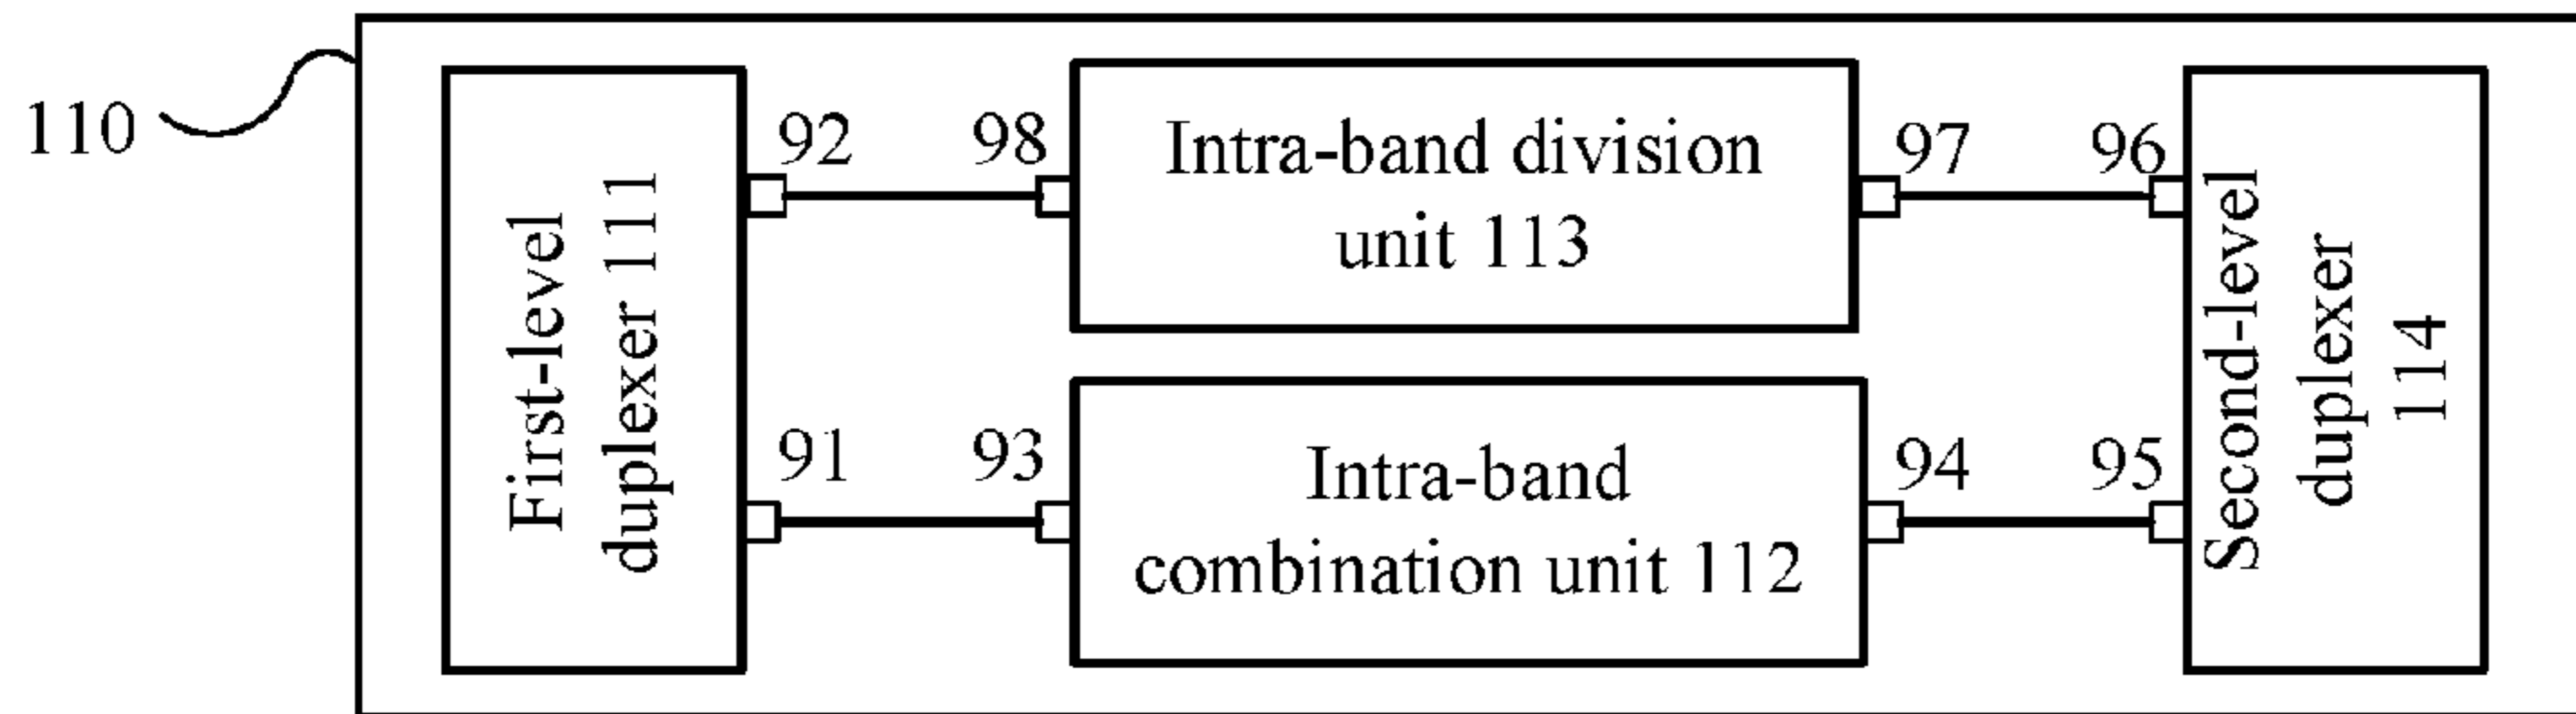 110
First-level
duplexer 111
92
98
Intra-band division
unit 113
97
96
91
93
Intra-band
combination unit 112
94
95
Second-level
duplexer
114